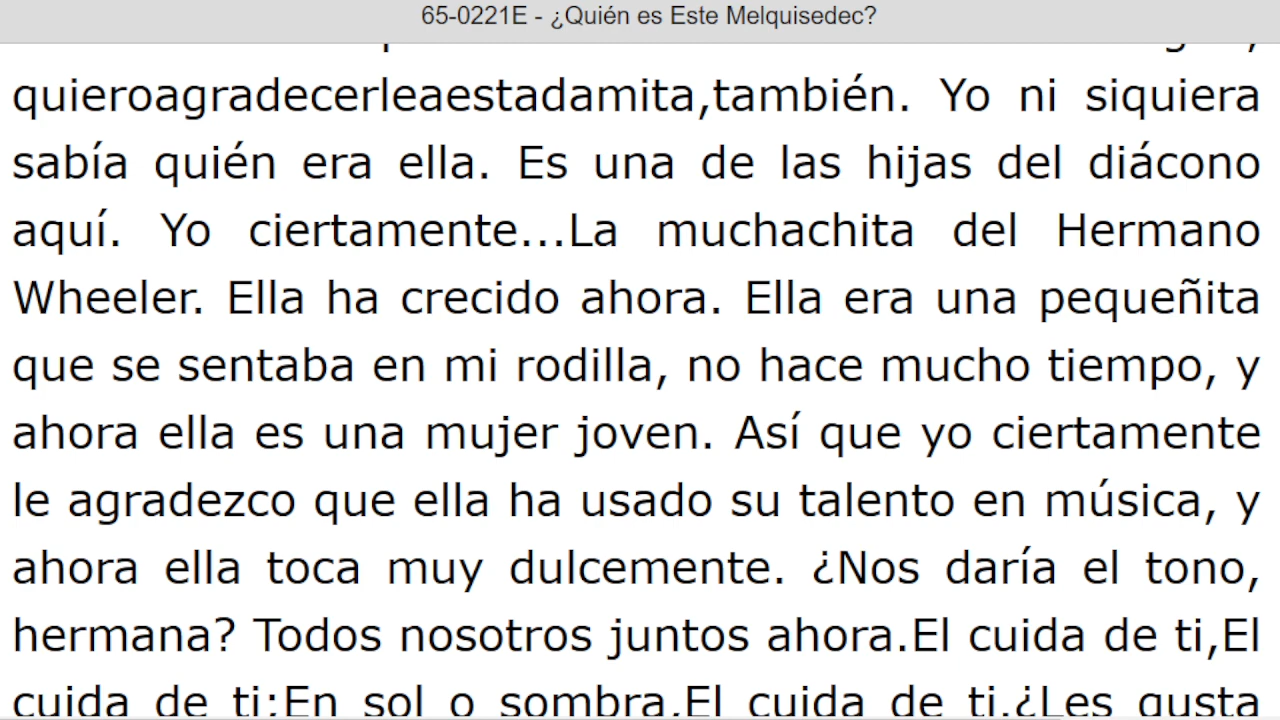 65-0221E - ¿Quién es Este Melquisedec?
quieroagradecerleaestadamita,también. Yo ni siquiera
sabía quién era ella. Es una de las hijas del diácono
aquí. Yo ciertamente...La muchachita del Hermano
Wheeler. Ella ha crecido ahora. Ella era una pequeñita
que se sentaba en mi rodilla, no hace mucho tiempo, y
ahora ella es una mujer joven. Así que yo ciertamente
le agradezco que ella ha usado su talento en música, y
ahora ella toca muy dulcemente. ¿Nos daría el tono,
hermana? Todos nosotros juntos ahora.El cuida de ti,El
cuida de ti;En sol o sombra,El cuida de ti.¿Les gusta